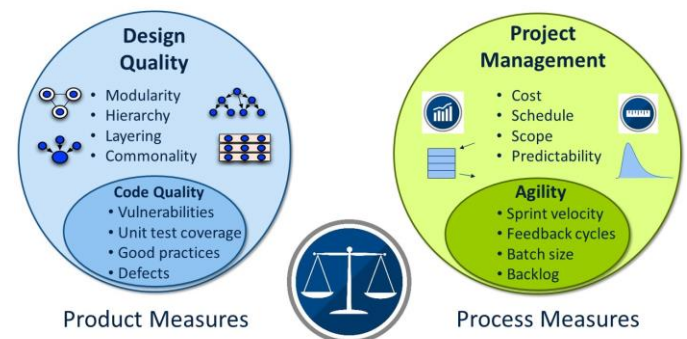 Design
Quality
• Modularity
• Hierarchy
• Layering
• Commonality
Code Quality
• Vulnerabilities
• Unit test coverage
• Good practices
• Defects
Product Measures
Project
Management
• Cost
• Schedule
• Scope
• Predictability
Agility
• Sprint velocity
• Feedback cycles
• Batch size
• Backlog
Process Measures